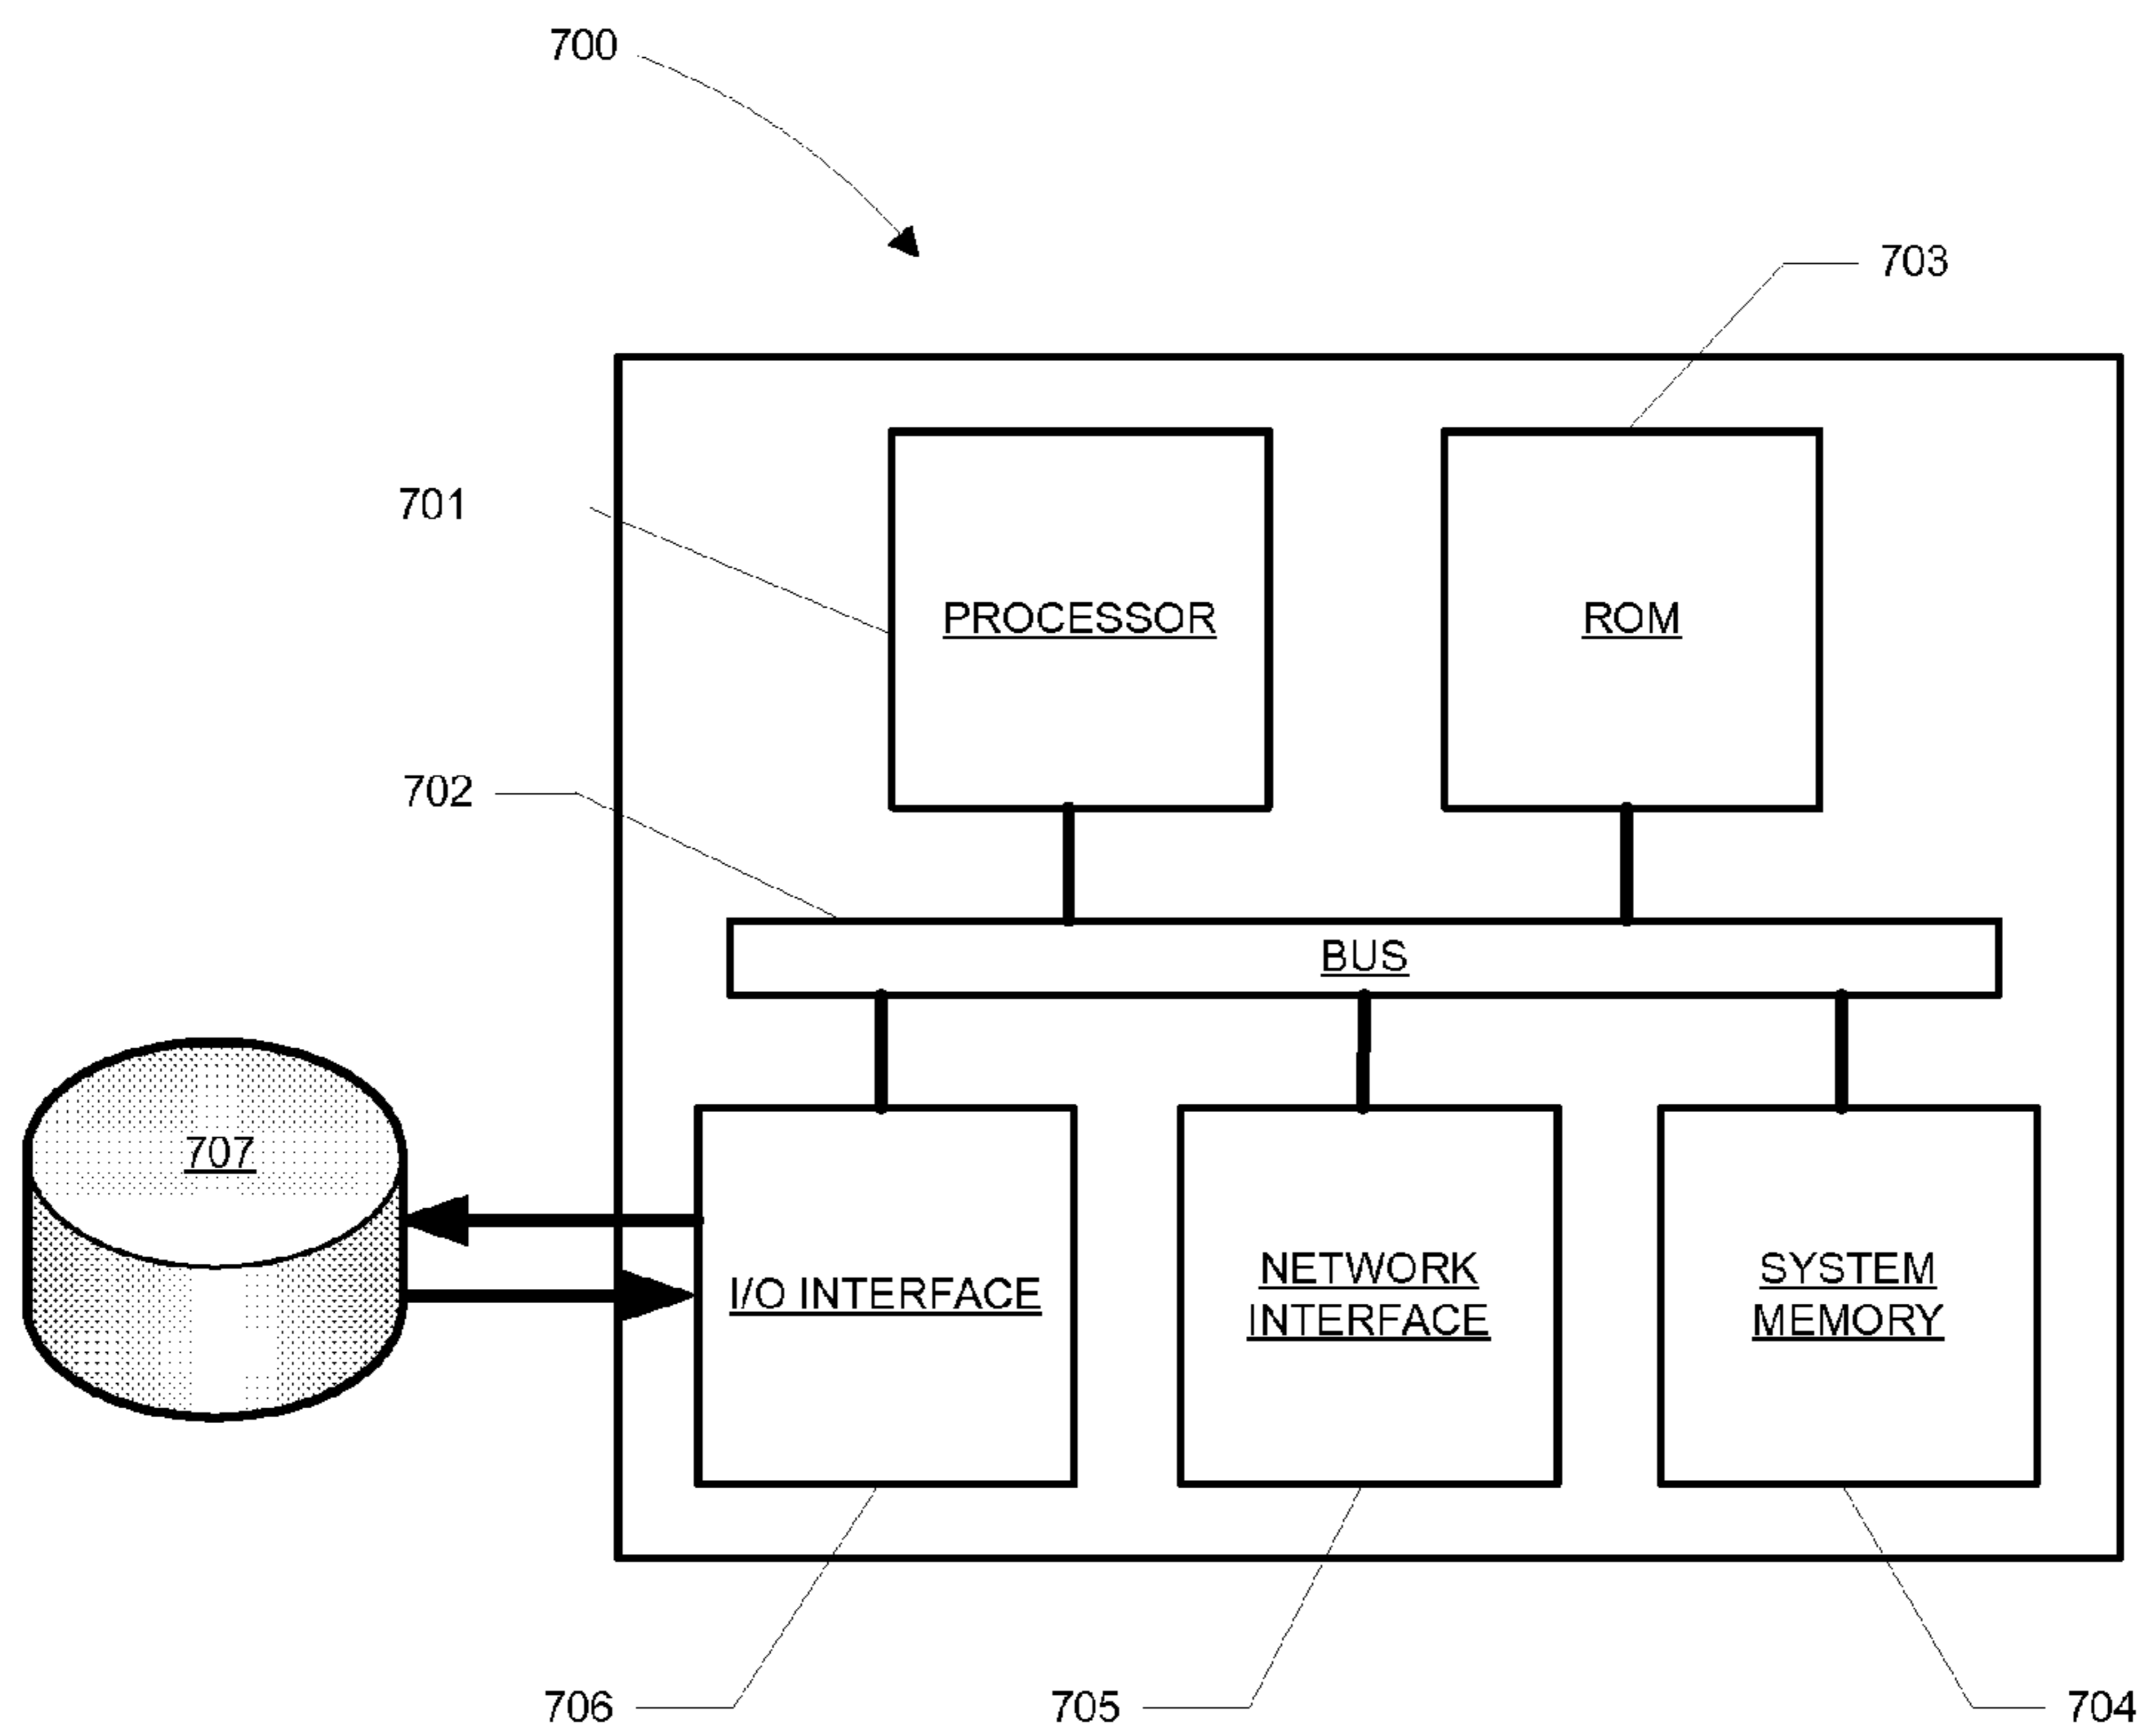 700
703
701
PROCESSOR
ROM
702
BUS
707
I/O INTERFACE
NETWORK
INTERFACE
SYSTEM
MEMORY
706
705
704